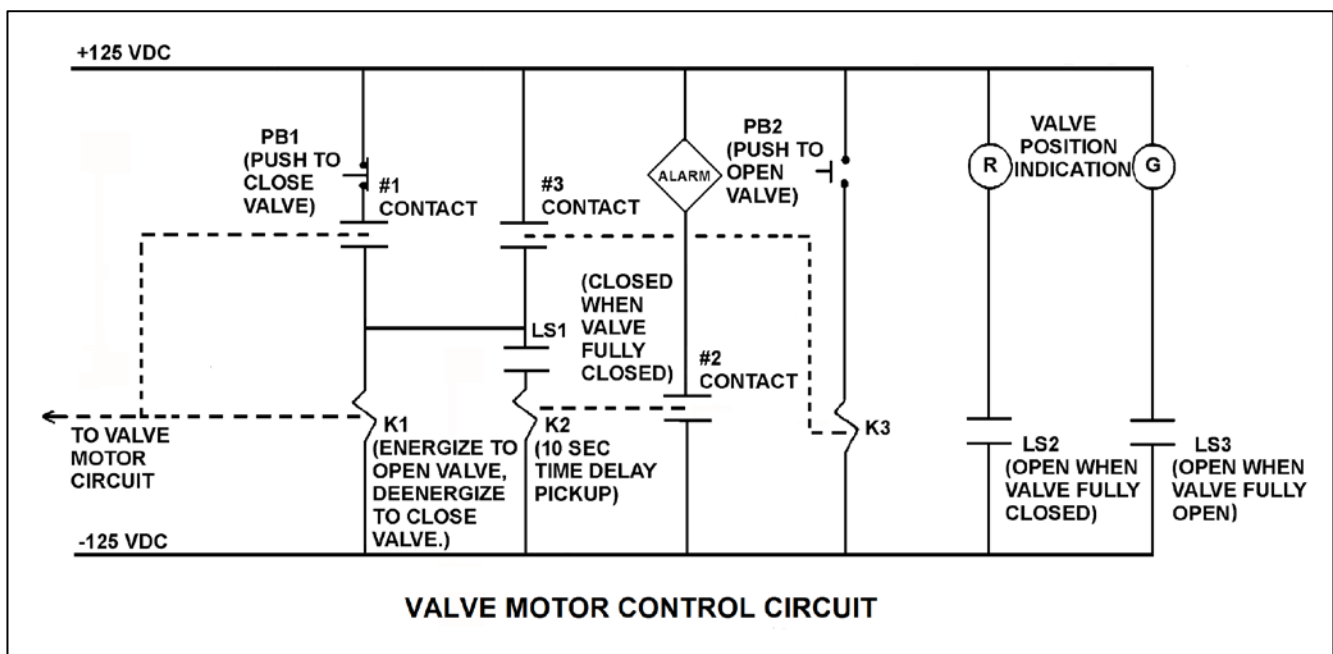 +125 VDC
PB1
(PUSH TO
CLOSE
VALVE)
#1
CONTACT
#3
CONTACT
ALARM
PB2
(PUSH TO
OPEN
VALVE)
R
VALVE
POSITION
INDICATION
G
(CLOSED
WHEN
VALVE
FULLY
CLOSED)
LS1
#2
CONTACT
TO VALVE
MOTOR
CIRCUIT
K1
(ENERGIZE TO
OPEN VALVE,
DEENERGIZE
TO CLOSE
VALVE.)
K2
(10 SEC
TIME DELAY
PICKUP)
K3
LS2
(OPEN WHEN
VALVE FULLY
CLOSED)
LS3
(OPEN WHEN
VALVE FULLY
OPEN)
-125 VDC
VALVE MOTOR CONTROL CIRCUIT